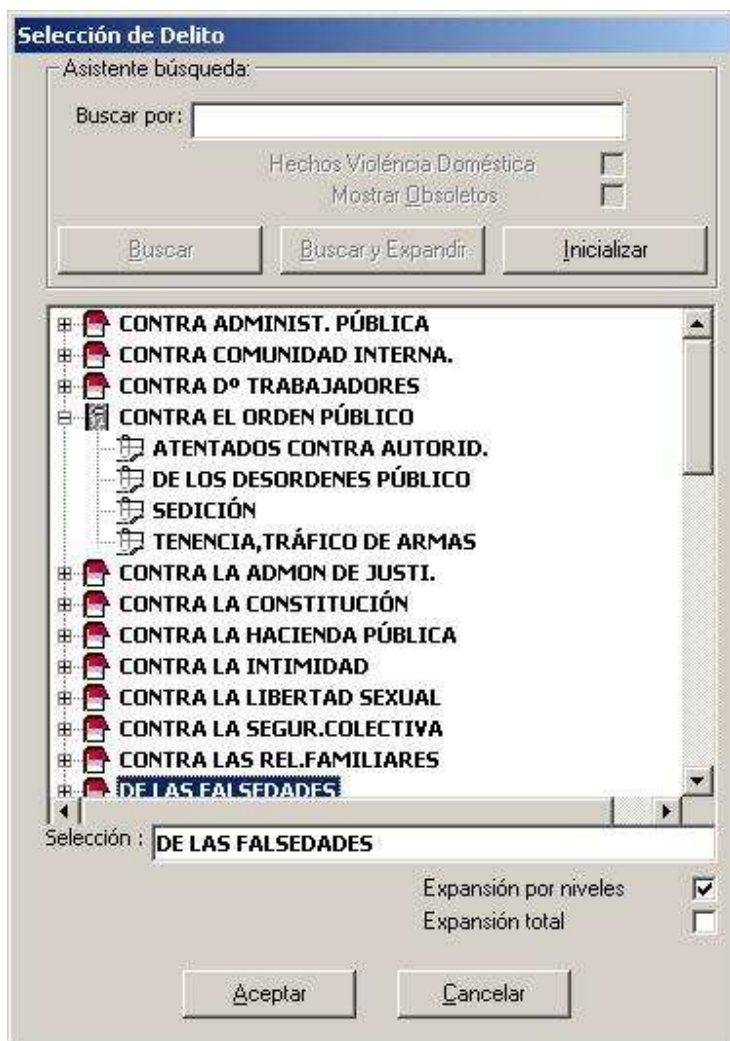 Selección de Delito
Asistente búsqueda:
Buscar por:
Hechos Violéncia Doméstica
Mostrar Obsoletos
Buscar
Buscar y Expandir
Inicializar
CONTRA ADMINIST. PÚBLICA
CONTRA COMUNIDAD INTERNA.
CONTRA Dº TRABAJADORES
CONTRA EL ORDEN PÚBLICO
ATENTADOS CONTRA AUTORID.
DE LOS DESORDENES PÚBLICO
SEDICIÓN
TENENCIA,TRÁFICO DE ARMAS
CONTRA LA ADMON DE JUSTI.
CONTRA LA CONSTITUCIÓN
CONTRA LA HACIENDA PÚBLICA
CONTRA LA INTIMIDAD
CONTRA LA LIBERTAD SEXUAL
CONTRA LA SEGUR.COLECTIVA
CONTRA LAS REL.FAMILIARES
DE LAS FALSEDADES
Selección : DE LAS FALSEDADES
Expansión por niveles
Expansión total
Aceptar
Cancelar